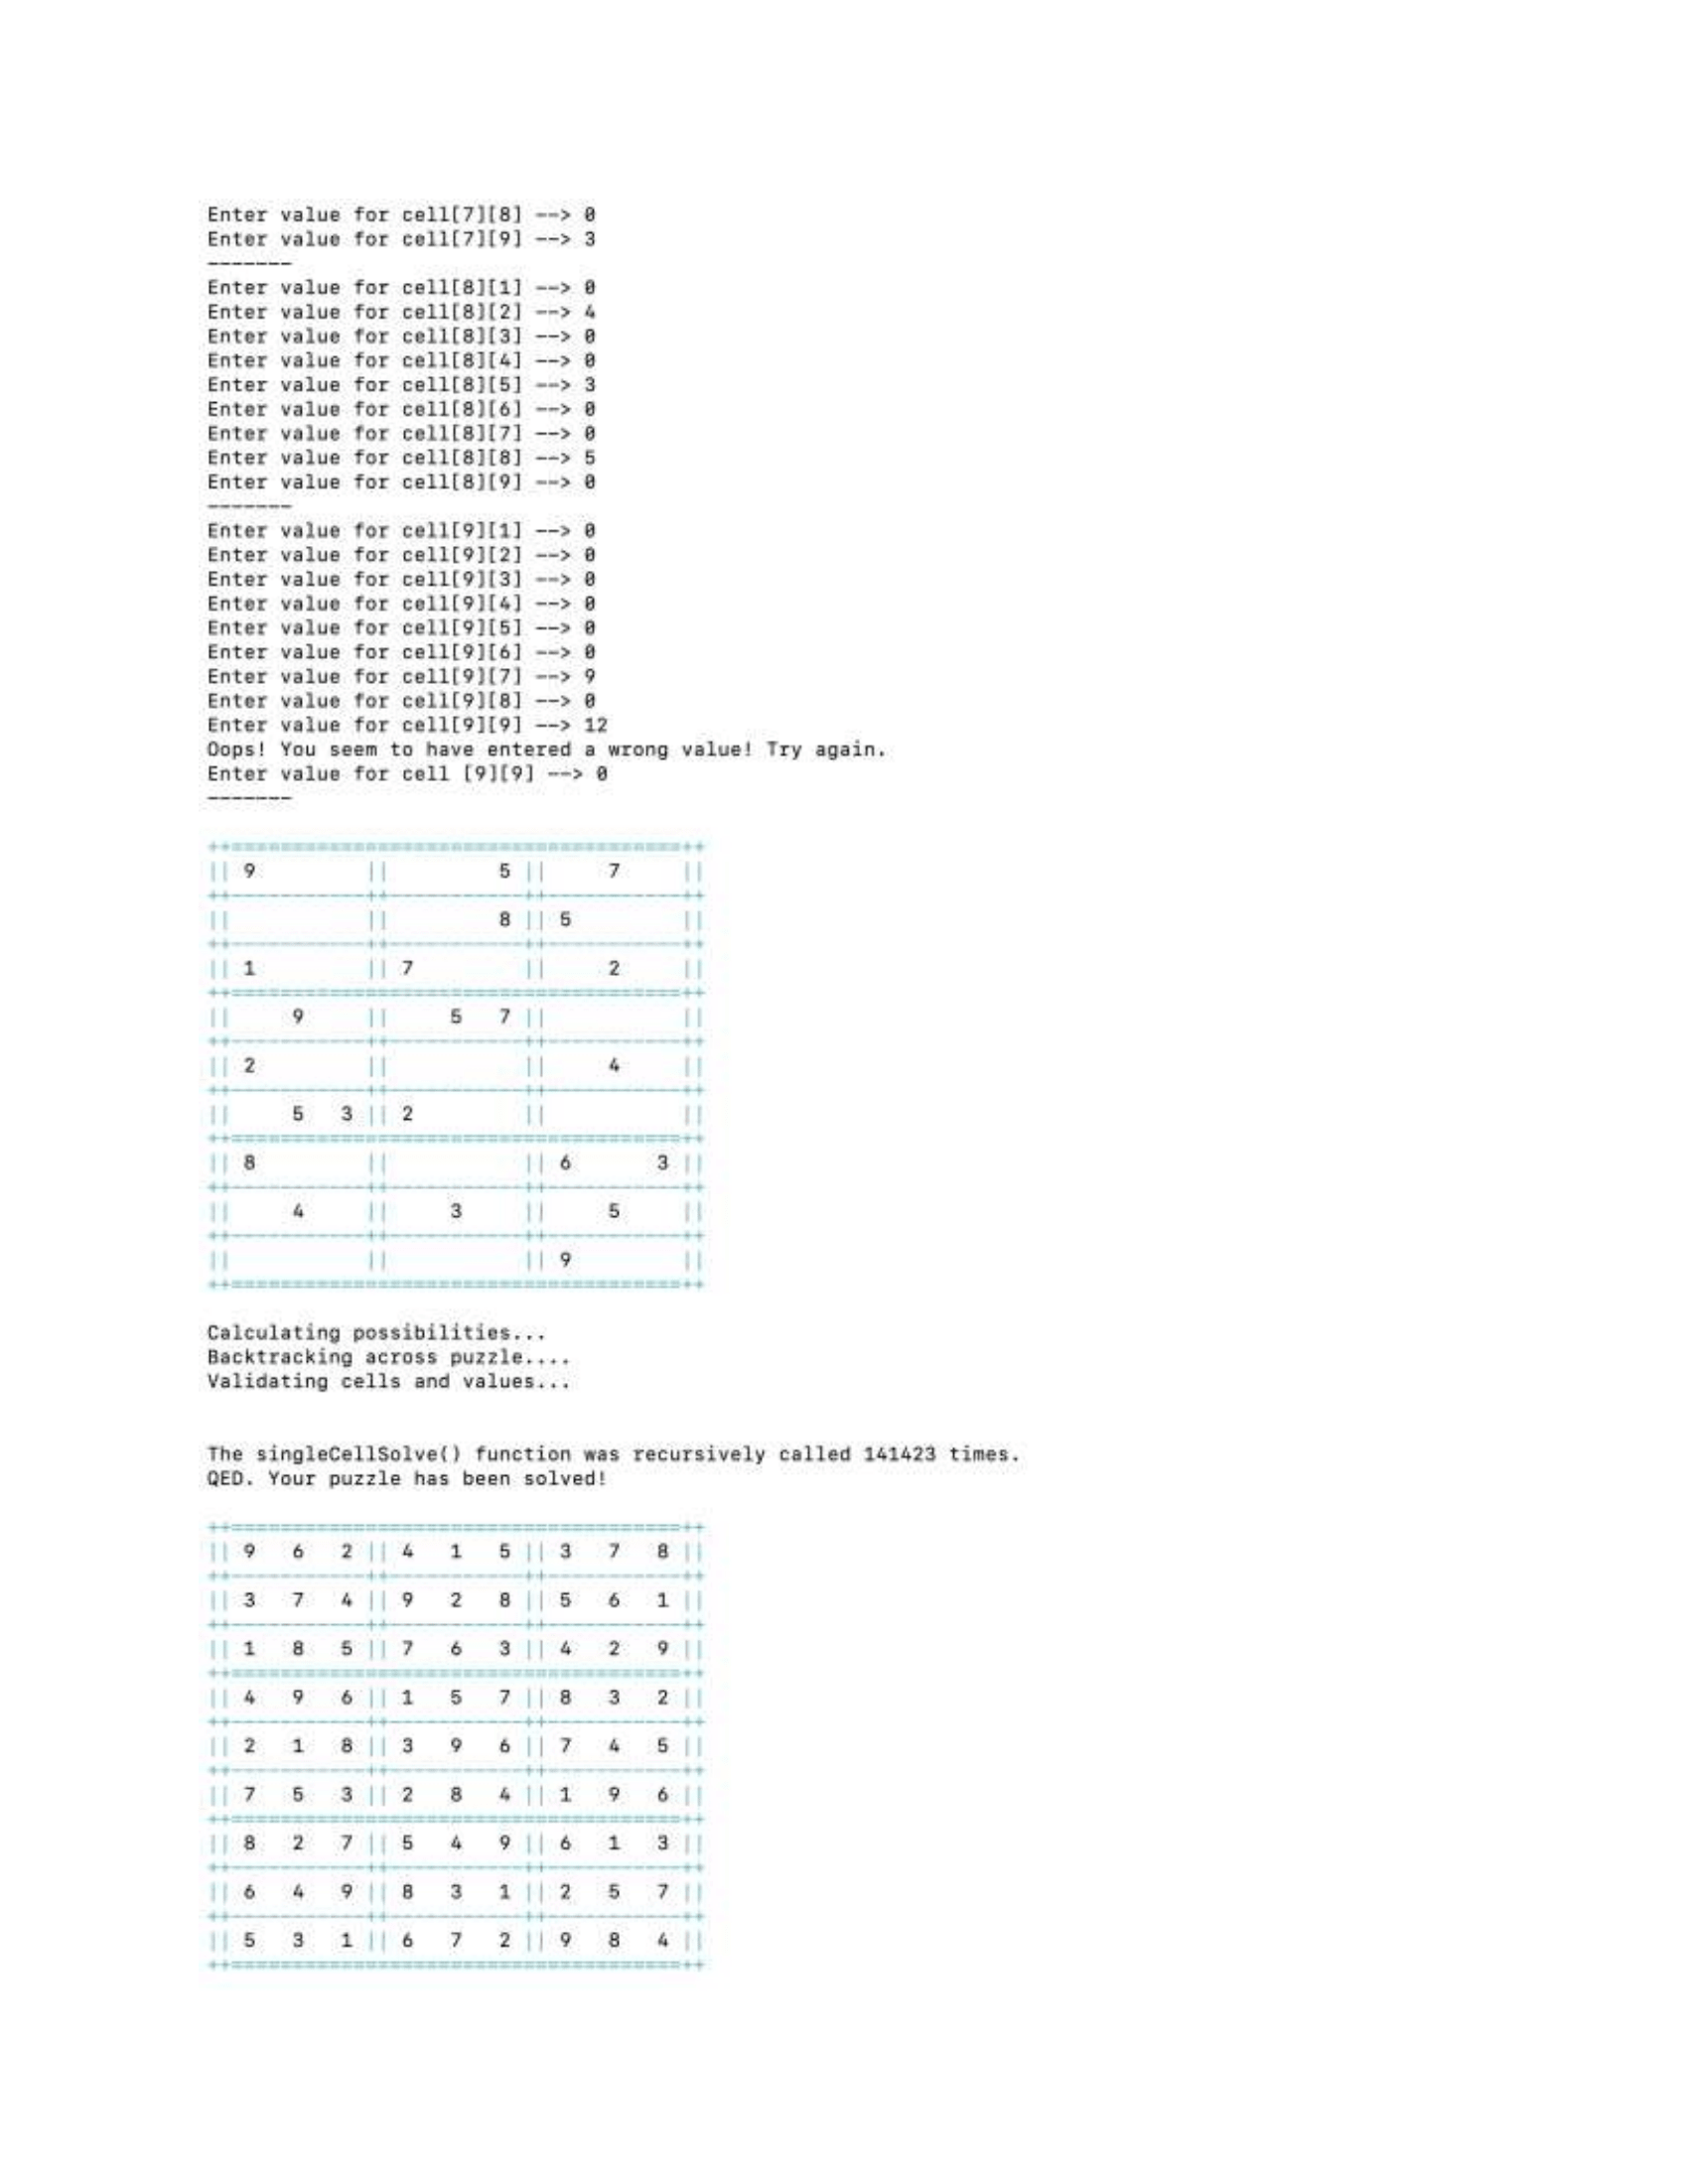 Enter value for cell[7][8] --> 0
Enter value for cell[7][9] --> 3
-------
Enter value for cell[8][1] --> 0
Enter value for cell[8][2] --> 4
Enter value for cell[8][3] --> 0
Enter value for cell[8][4] --> 0
Enter value for cell[8][5] --> 3
Enter value for cell[8][6] --> 0
Enter value for cell[8][7] --> 0
Enter value for cell[8][8] --> 5
Enter value for cell[8][9] --> 0
-------
Enter value for cell[9][1] --> 0
Enter value for cell[9][2] --> 0
Enter value for cell[9][3] --> 0
Enter value for cell[9][4] --> 0
Enter value for cell[9][5] --> 0
Enter value for cell[9][6] --> 0
Enter value for cell[9][7] --> 9
Enter value for cell[9][8] --> 0
Enter value for cell[9][9] --> 12
Oops! You seem to have entered a wrong value! Try again.
Enter value for cell [9][9] --> 0
-------
++=====================================++
|| 9         ||         5 ||     7     ||
++-----------++-----------++-----------++
||           ||         8 || 5         ||
++-----------++-----------++-----------++
|| 1         || 7         ||     2     ||
++=====================================++
||     9     ||     5   7 ||           ||
++-----------++-----------++-----------++
|| 2         ||           ||     4     ||
++-----------++-----------++-----------++
||     5   3 || 2         ||           ||
++=====================================++
|| 8         ||           || 6       3 ||
++-----------++-----------++-----------++
||     4     ||     3     ||     5     ||
++-----------++-----------++-----------++
||           ||           || 9         ||
++=====================================++
Calculating possibilities...
Backtracking across puzzle....
Validating cells and values...
The singleCellSolve() function was recursively called 141423 times.
QED. Your puzzle has been solved!
++=====================================++
|| 9   6   2 || 4   1   5 || 3   7   8 ||
++-----------++-----------++-----------++
|| 3   7   4 || 9   2   8 || 5   6   1 ||
++-----------++-----------++-----------++
|| 1   8   5 || 7   6   3 || 4   2   9 ||
++=====================================++
|| 4   9   6 || 1   5   7 || 8   3   2 ||
++-----------++-----------++-----------++
|| 2   1   8 || 3   9   6 || 7   4   5 ||
++-----------++-----------++-----------++
|| 7   5   3 || 2   8   4 || 1   9   6 ||
++=====================================++
|| 8   2   7 || 5   4   9 || 6   1   3 ||
++-----------++-----------++-----------++
|| 6   4   9 || 8   3   1 || 2   5   7 ||
++-----------++-----------++-----------++
|| 5   3   1 || 6   7   2 || 9   8   4 ||
++=====================================++